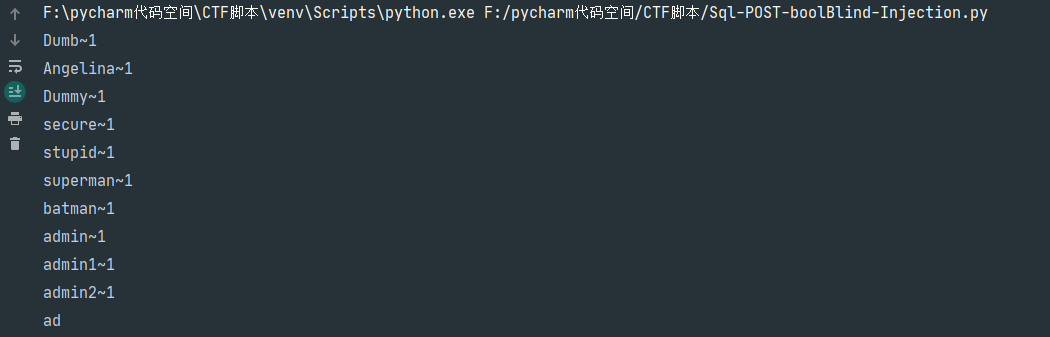 F:\pycharm代码空间\CTF脚本\venv\Scripts\python.exe F:/pycharm代码空间/CTF脚本/Sql-POST-boolBlind-Injection.py
Dumb~1
Angelina~1
Dummy~1
secure~1
stupid~1
superman~1
batman~1
admin~1
admin1~1
admin2~1
ad